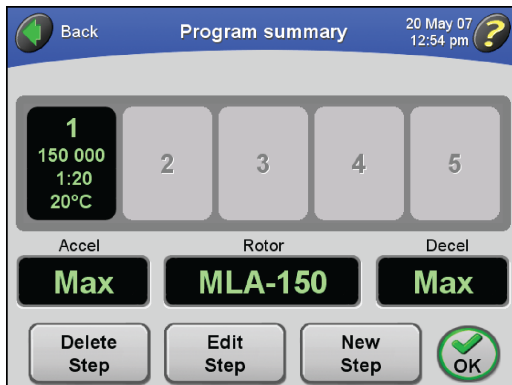 Back
Program summary
20 May 07
12:54 pm
?
1
150 000
1:20
20°C
2
3
4
5
Accel
Rotor
Decel
Max
MLA-150
Max
Delete
Step
Edit
Step
New
Step
OK